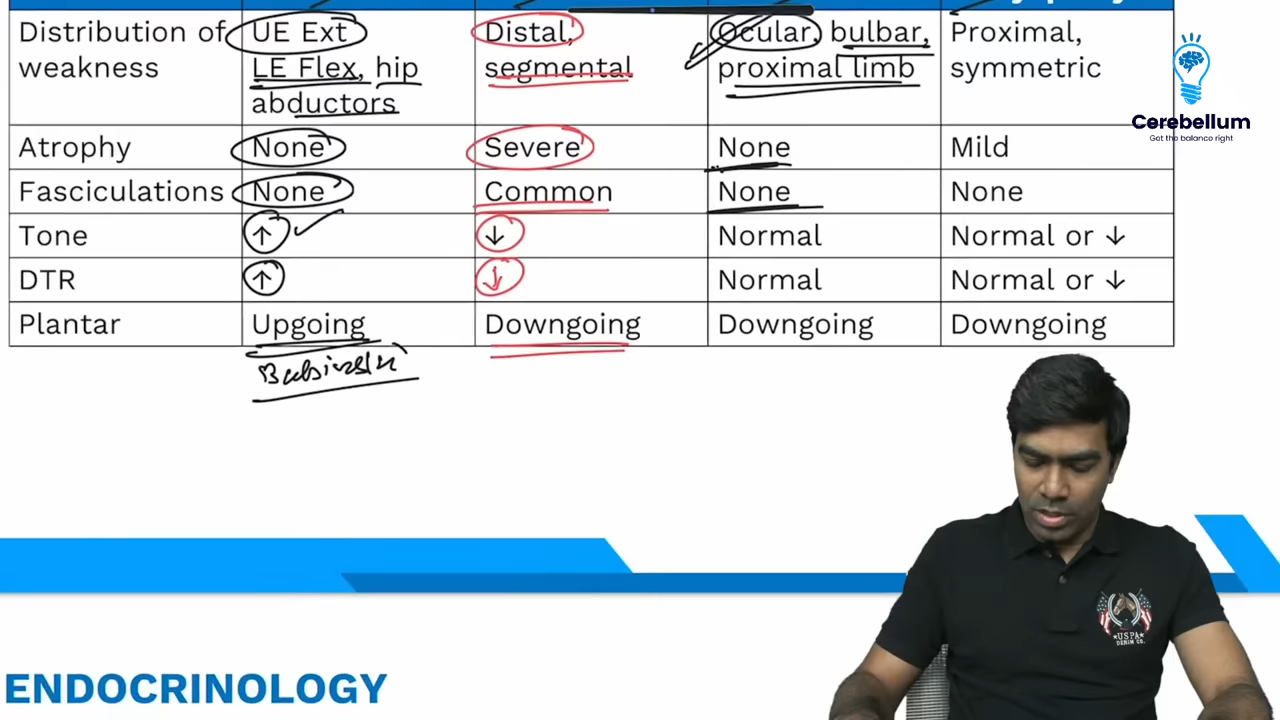 Distribution of weakness
UE Ext
LE Flex, hip
abductors
Distal,
segmental
Ocular, bulbar,
proximal limb
Proximal,
symmetric
Atrophy None Severe None Mild
Fasciculations None Common None None
Tone ↑ ↓ Normal Normal or ↓
DTR ↑ ↓ Normal Normal or ↓
Plantar Upgoing Downgoing Downgoing Downgoing
Babinski
Cerebellum
Get the balance right
USPA
DENIM CO.
ENDOCRINOLOGY